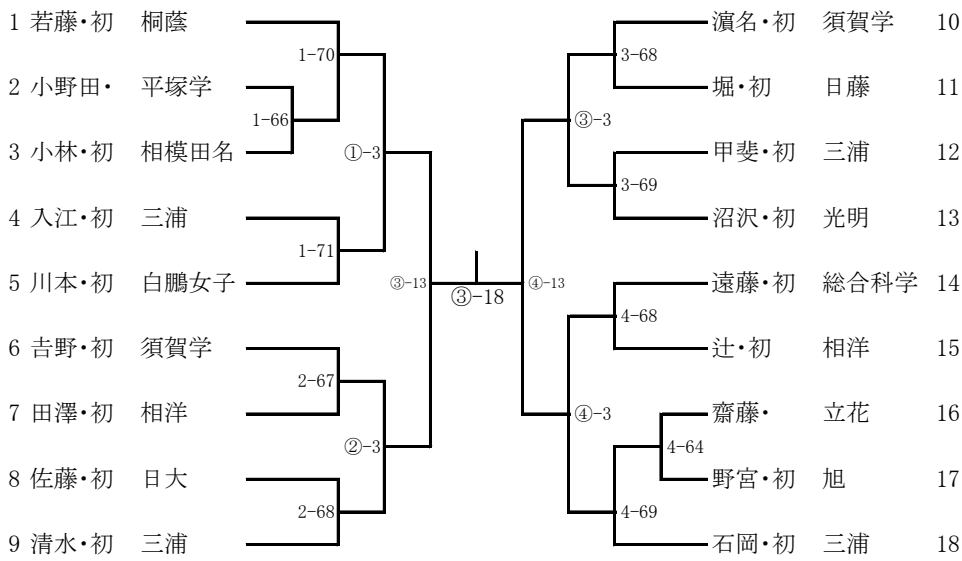 1 若藤・初 桐蔭
2 小野田・ 平塚学
3 小林・初 相模田名
4 入江・初 三浦
5 川本・初 白鵬女子
6 𠮷野・初 須賀学
7 田澤・初 相洋
8 佐藤・初 日大
9 清水・初 三浦
1-70
1-66
①-3
1-71
③-13
2-67
②-3
2-68
③-18
④-13
3-68
③-3
3-69
4-68
④-3
4-64
4-69
濵名・初 須賀学 10
堀・初 日藤 11
甲斐・初 三浦 12
沼沢・初 光明 13
遠藤・初 総合科学 14
辻・初 相洋 15
齋藤・ 立花 16
野宮・初 旭 17
石岡・初 三浦 18